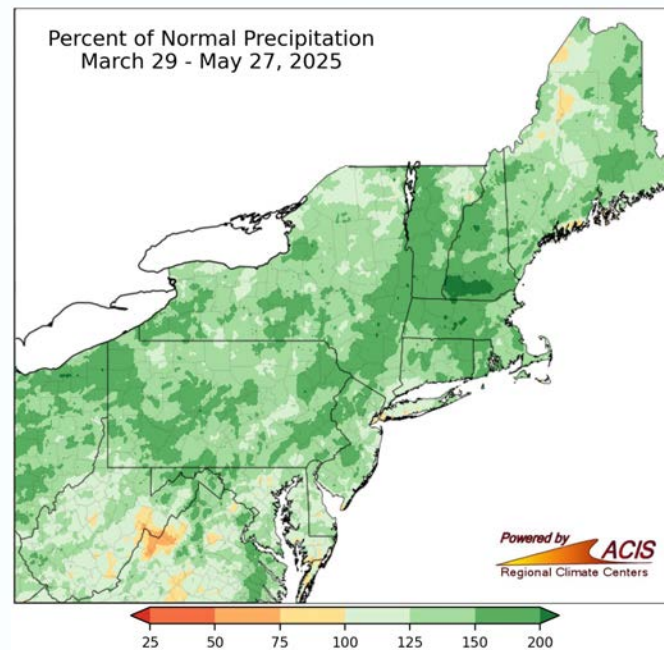 Percent of Normal Precipitation
March 29 - May 27, 2025
Powered by
ACIS
Regional Climate Centers
25 50 75 100 125 150 200